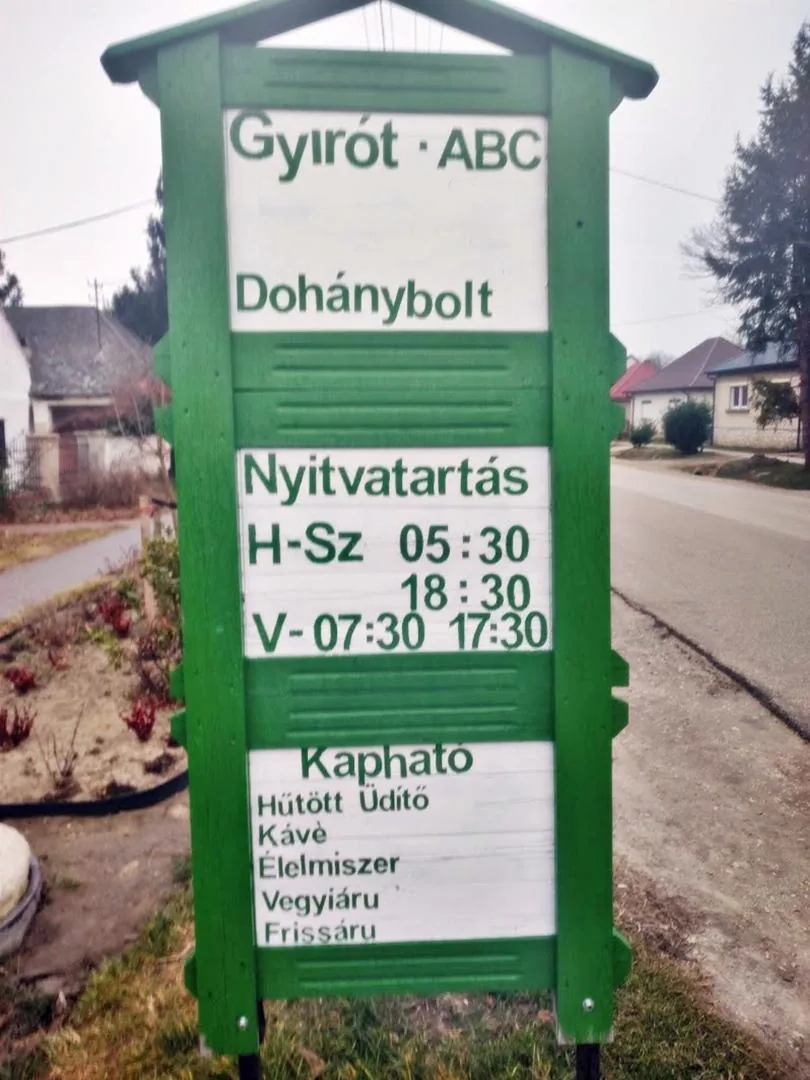 Gyırót · ABC
Dohánybolt
Nyitvatartás
H-Sz 05:30
18:30
V-07:30 17:30
Kapható
Hűtött Üdítő
Kávè
Élelmiszer
Vegyiáru
Frissáru